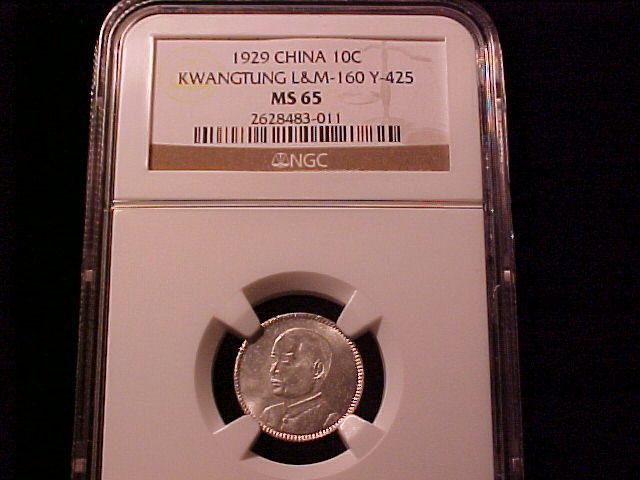 1929 CHINA 10C
KWANGTUNG L&M-160 Y-425
MS 65
2628483-011
NGC